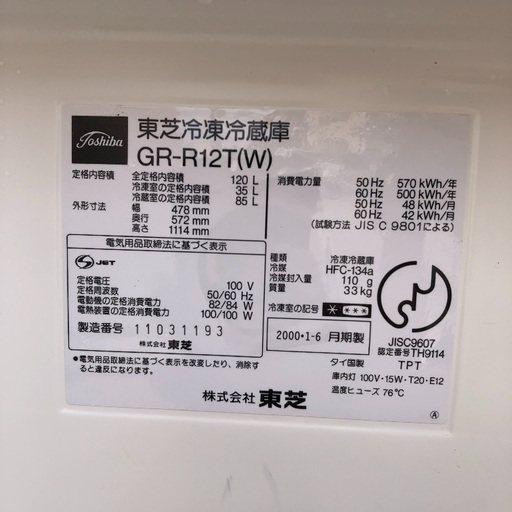 Toshiba
東芝冷凍冷蔵庫
GR-R12T(W)
定格内容積 全定格内容積 120 L
冷凍室の定格内容積 35 L
冷蔵室の定格内容積 85 L
外形寸法 幅 478 mm
奥行 572 mm
高さ 1114 mm
消費電力量 50 Hz 570 kWh/年
60 Hz 500 kWh/年
50 Hz 48 kWh/月
60 Hz 42 kWh/月
(試験方法 JIS C 9801による)
電気用品取締法に基づく表示
S JET
定格電圧 100 V
定格周波数 50/60 Hz
電動機の定格消費電力 82/84 W
電熱装置の定格消費電力 100/100 W
製造番号 11031193
株式会社 東芝
種類 冷凍冷蔵庫
冷媒 HFC-134a
冷媒封入量 110 g
質量 33 kg
冷凍室の記号 * ***
2000・1-6 月期製
JISC9607
認定番号TH9114
タイ国製 TPT
庫内灯 100V・15W・T20・E12
温度ヒューズ 76℃
●電気用品取締法に基づく表示を改変したり、消除す
ると違反になります。
株式会社 東芝
A